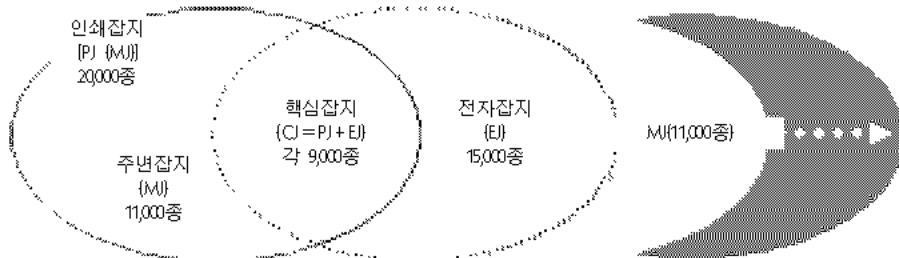 인쇄잡지
[PJ (MJ)]
20,000종
주변잡지
(MJ)
11,000종
핵심잡지
(CJ=PJ+EJ)
각 9,000종
전자잡지
(EJ)
15,000종
MJ(11,000종)